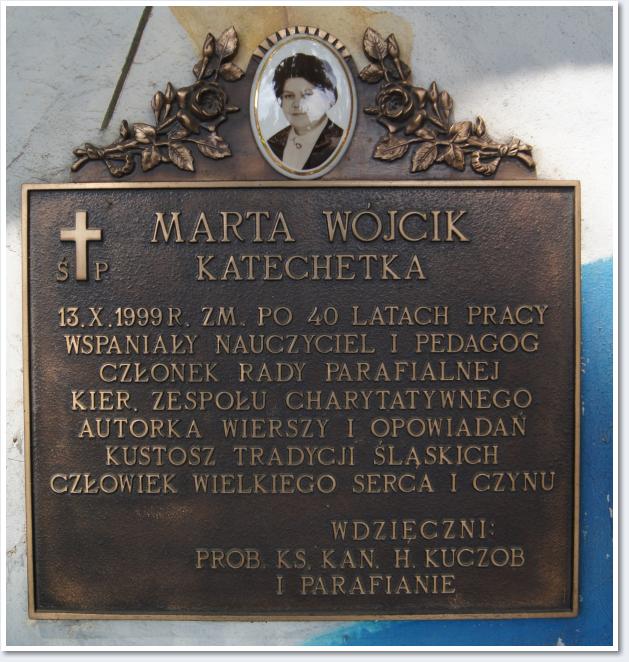 MARTA WÓJCIK
Ś P KATECHETKA
13.X.1999 R. ZM. PO 40 LATACH PRACY
WSPANIAŁY NAUCZYCIEL I PEDAGOG
CZŁONEK RADY PARAFIALNEJ
KIER. ZESPOŁU CHARYTATYWNEGO
AUTORKA WIERSZY I OPOWIADAŃ
KUSTOSZ TRADYCJI ŚLĄSKICH
CZŁOWIEK WIELKIEGO SERCA I CZYNU
WDZIĘCZNI:
PROB. KS. KAN. H. KUCZOB
I PARAFIANIE